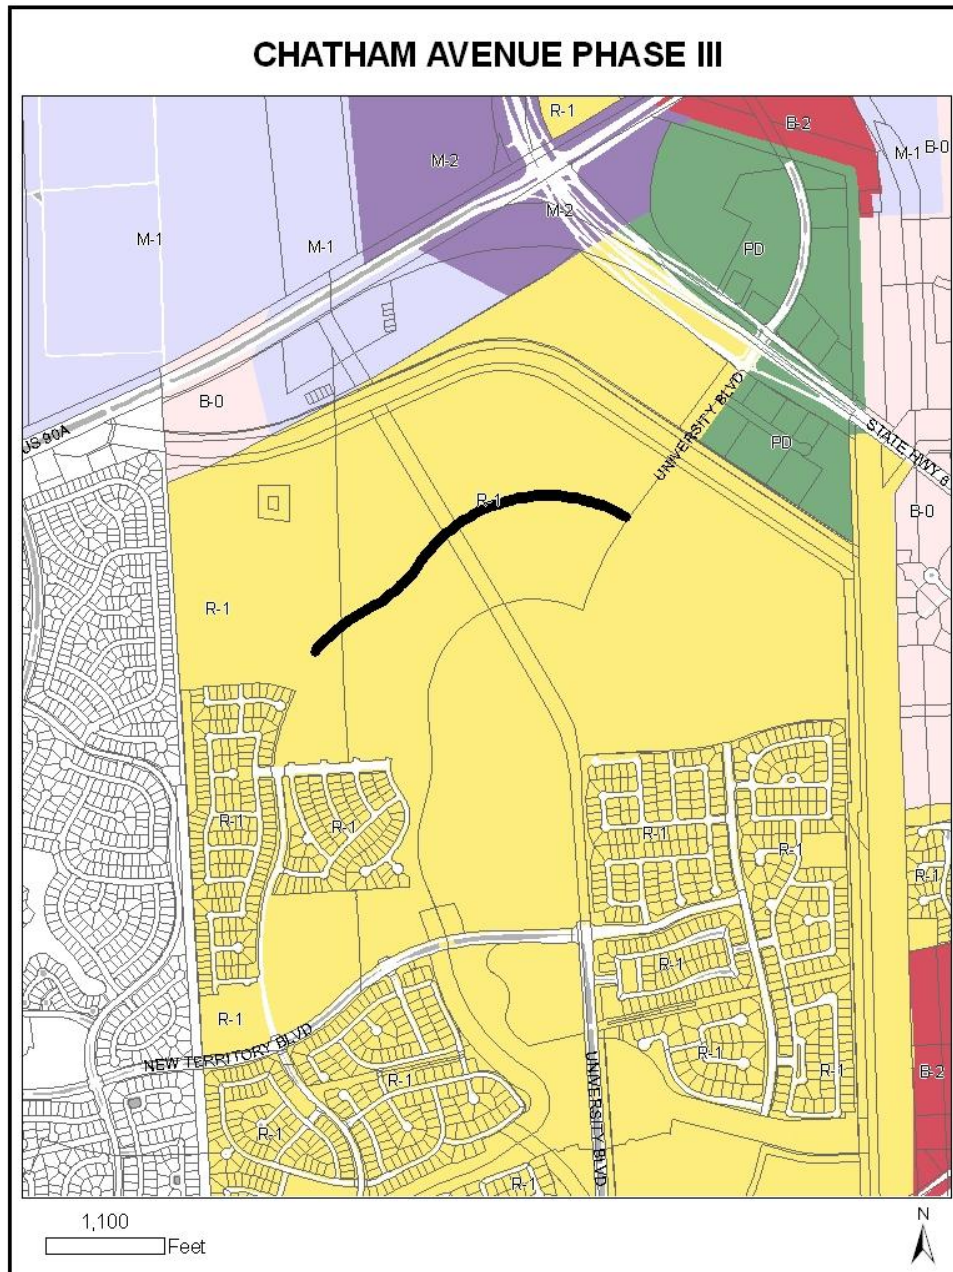 CHATHAM AVENUE PHASE III
R-1
B-2
M-1
B-0
M-2
M-2
M-1
M-1
PD
B-0
US 90A
UNIVERSITY BLVD
PD
STATE HWY 6
R-1
B-0
R-1
R-1
R-1
R-1
R-1
R-1
R-1
R-1
NEW TERRITORY BLVD
R-1
R-1
R-1
B-2
R-1
UNIVERSITY BLVD
R-1
R-1
1,100
Feet
N